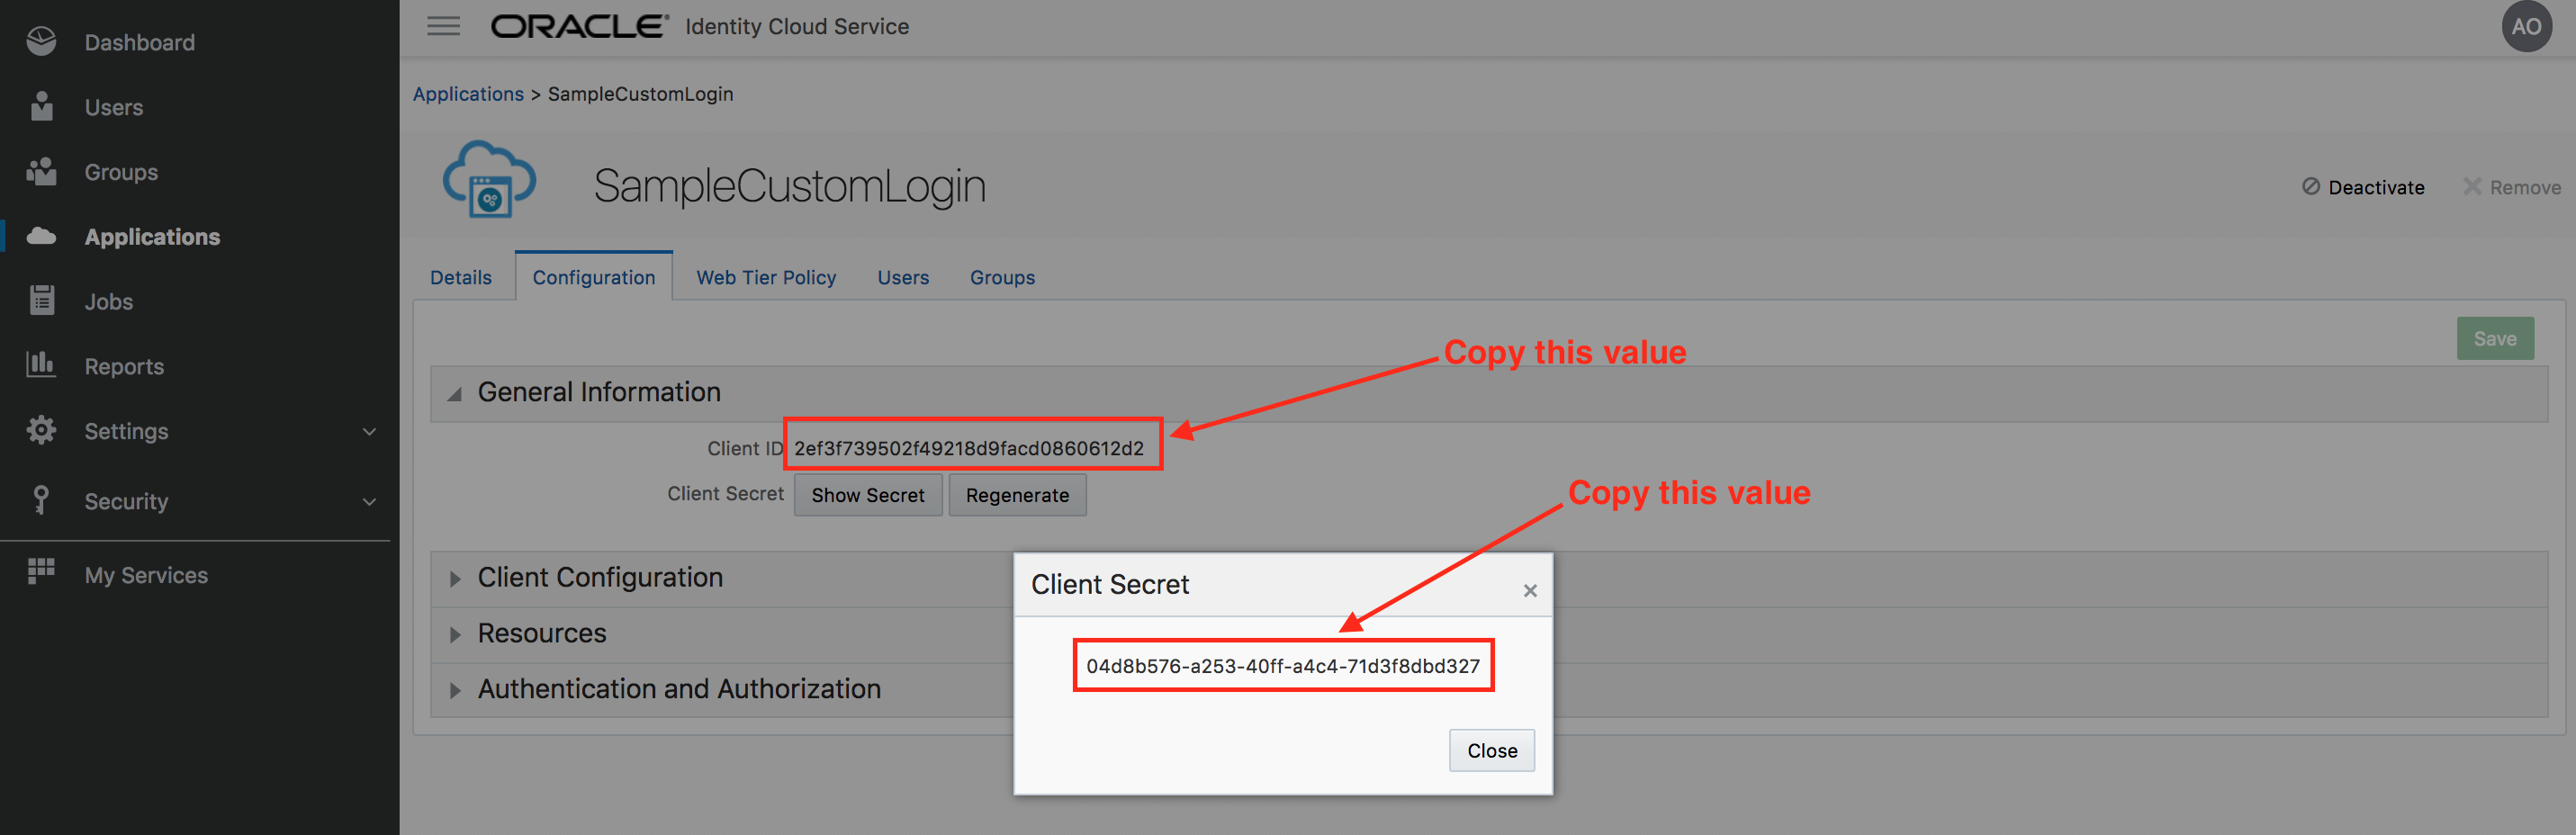 Dashboard
Users
Groups
Applications
Jobs
Reports
Settings
Security
My Services
ORACLE® Identity Cloud Service
AO
Applications > SampleCustomLogin
SampleCustomLogin
Deactivate
Remove
Details
Configuration
Web Tier Policy
Users
Groups
Save
Copy this value
General Information
Client ID 2ef3f739502f49218d9facd0860612d2
Client Secret Show Secret Regenerate
Copy this value
Client Configuration
Resources
Authentication and Authorization
Client Secret
×
04d8b576-a253-40ff-a4c4-71d3f8dbd327
Close